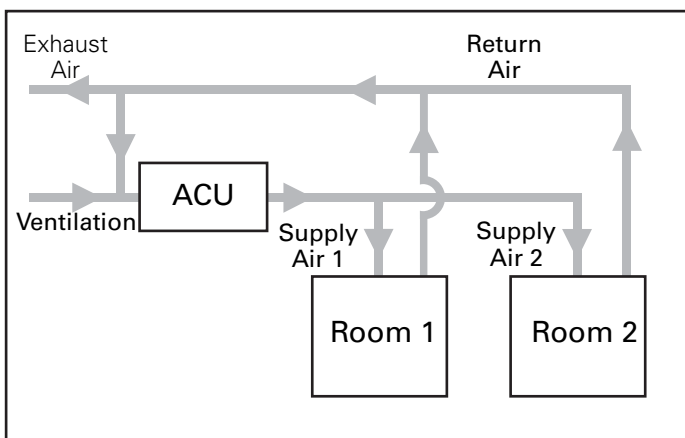 Exhaust
Air
Return
Air
ACU
Ventilation
Supply
Air 1
Supply
Air 2
Room 1
Room 2